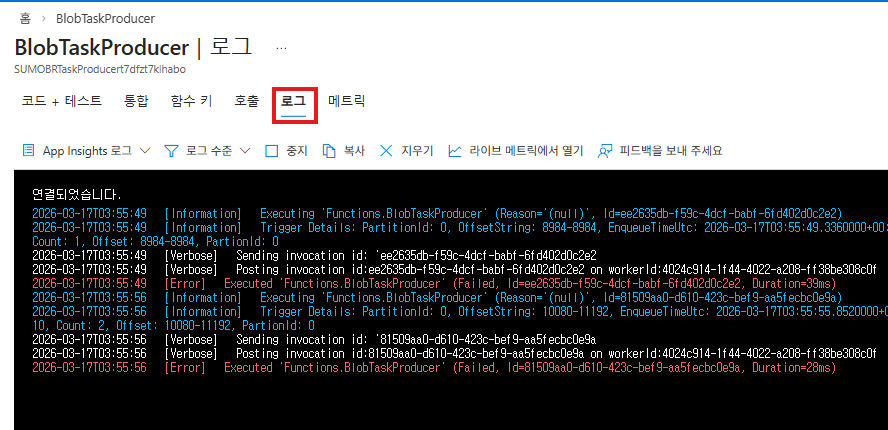 홈 > BlobTaskProducer
BlobTaskProducer | 로그 ...
SUMOBRTaskProducert7dfzt7klhabo
코드 + 테스트 통합 함수 키 호출 로그 메트릭
App Insights 로그 로그 수준 중지 복사 지우기 라이브 메트릭에서 열기 피드백을 보내 주세요
연결되었습니다.
2026-03-17T03:55:49 [Information] Executing 'Functions.BlobTaskProducer' (Reason='(null)', Id=ee2635db-f59c-4dcf-babf-6fd402d0c2e2)
2026-03-17T03:55:49 [Information] Trigger Details: PartitionId: 0, OffsetString: 8984-8984, EnqueueTimeUtc: 2026-03-17T03:55:49.3360000+00:
Count: 1, Offset: 8984-8984, PartionId: 0
2026-03-17T03:55:49 [Verbose] Sending invocation id: 'ee2635db-f59c-4dcf-babf-6fd402d0c2e2
2026-03-17T03:55:49 [Verbose] Posting invocation id:ee2635db-f59c-4dcf-babf-6fd402d0c2e2 on workerId:4024c914-1f44-4022-a208-ff38be308c0f
2026-03-17T03:55:49 [Error] Executed 'Functions.BlobTaskProducer' (Failed, Id=ee2635db-f59c-4dcf-babf-6fd402d0c2e2, Duration=39ms)
2026-03-17T03:55:56 [Information] Executing 'Functions.BlobTaskProducer' (Reason='(null)', Id=81509aa0-d610-423c-bef9-aa5fecbc0e9a)
2026-03-17T03:55:56 [Information] Trigger Details: PartitionId: 0, OffsetString: 10080-11192, EnqueueTimeUtc: 2026-03-17T03:55:55.8520000+0
10, Count: 2, Offset: 10080-11192, PartionId: 0
2026-03-17T03:55:56 [Verbose] Sending invocation id: '81509aa0-d610-423c-bef9-aa5fecbc0e9a
2026-03-17T03:55:56 [Verbose] Posting invocation id:81509aa0-d610-423c-bef9-aa5fecbc0e9a on workerId:4024c914-1f44-4022-a208-ff38be308c0f
2026-03-17T03:55:56 [Error] Executed 'Functions.BlobTaskProducer' (Failed, Id=81509aa0-d610-423c-bef9-aa5fecbc0e9a, Duration=28ms)